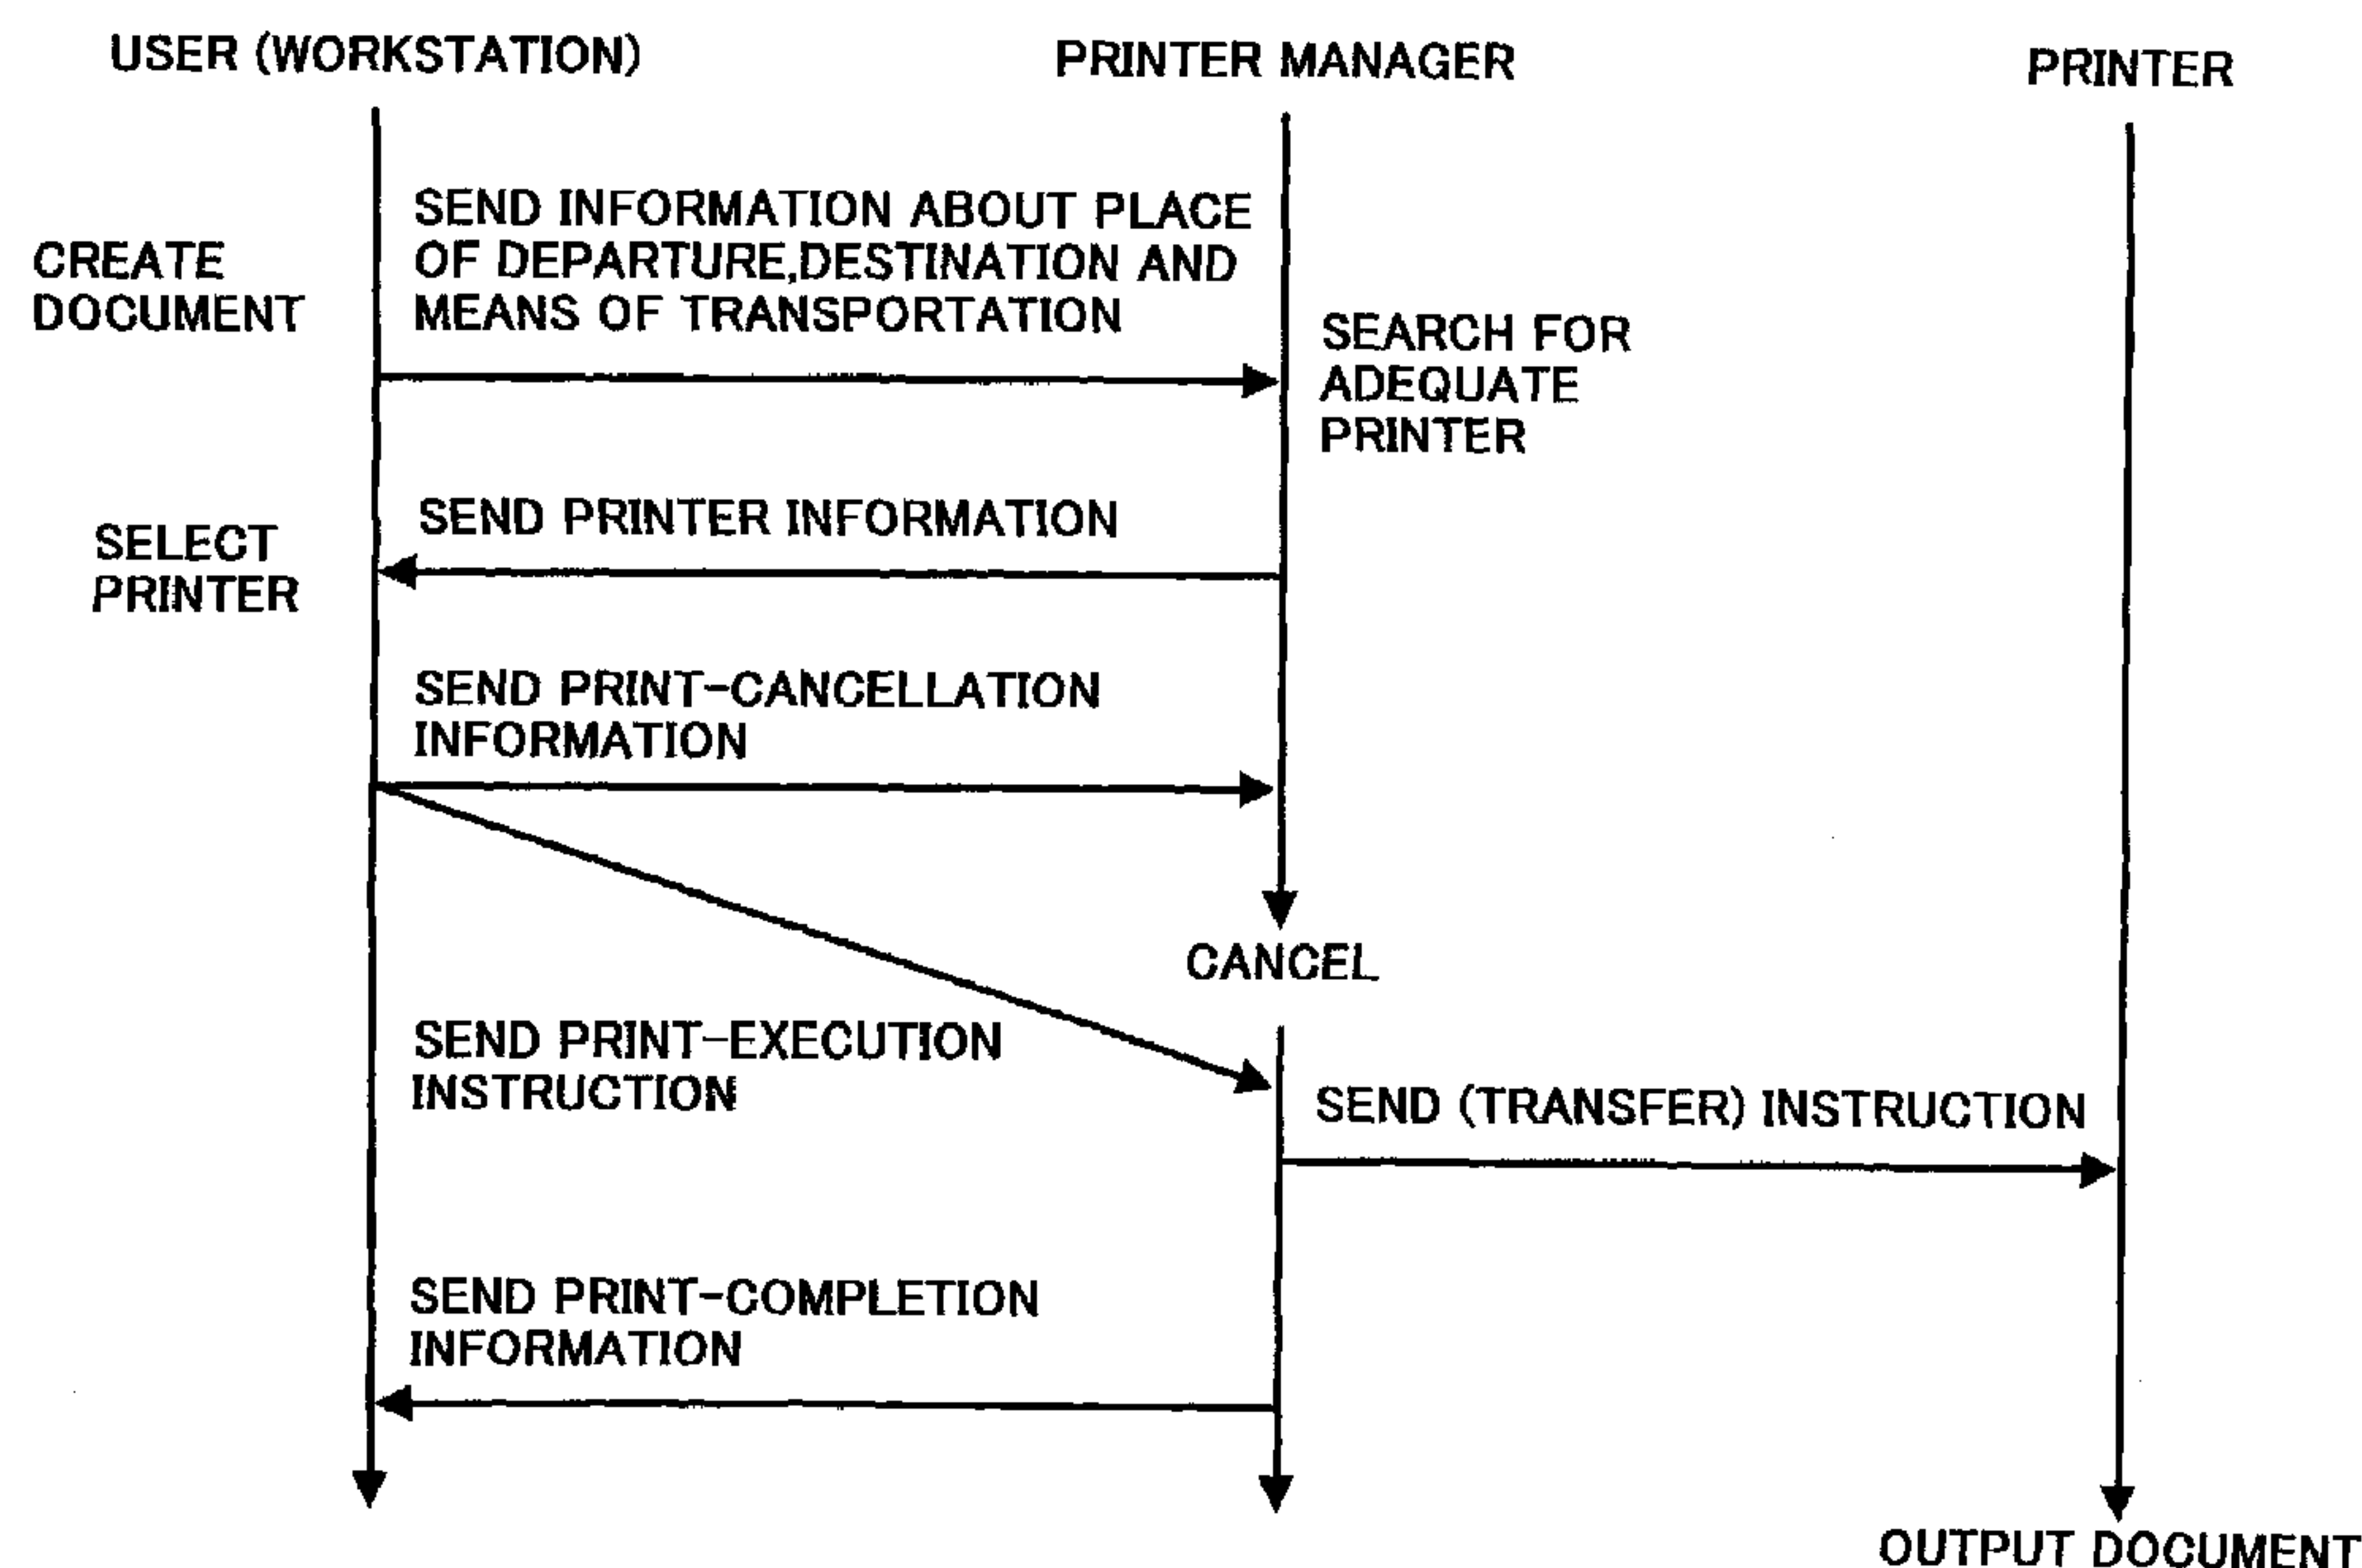 USER (WORKSTATION)
PRINTER MANAGER
PRINTER
CREATE
DOCUMENT
SEND INFORMATION ABOUT PLACE
OF DEPARTURE,DESTINATION AND
MEANS OF TRANSPORTATION
SEARCH FOR
ADEQUATE
PRINTER
SELECT
PRINTER
SEND PRINTER INFORMATION
SEND PRINT-CANCELLATION
INFORMATION
CANCEL
SEND PRINT-EXECUTION
INSTRUCTION
SEND (TRANSFER) INSTRUCTION
SEND PRINT-COMPLETION
INFORMATION
OUTPUT DOCUMENT